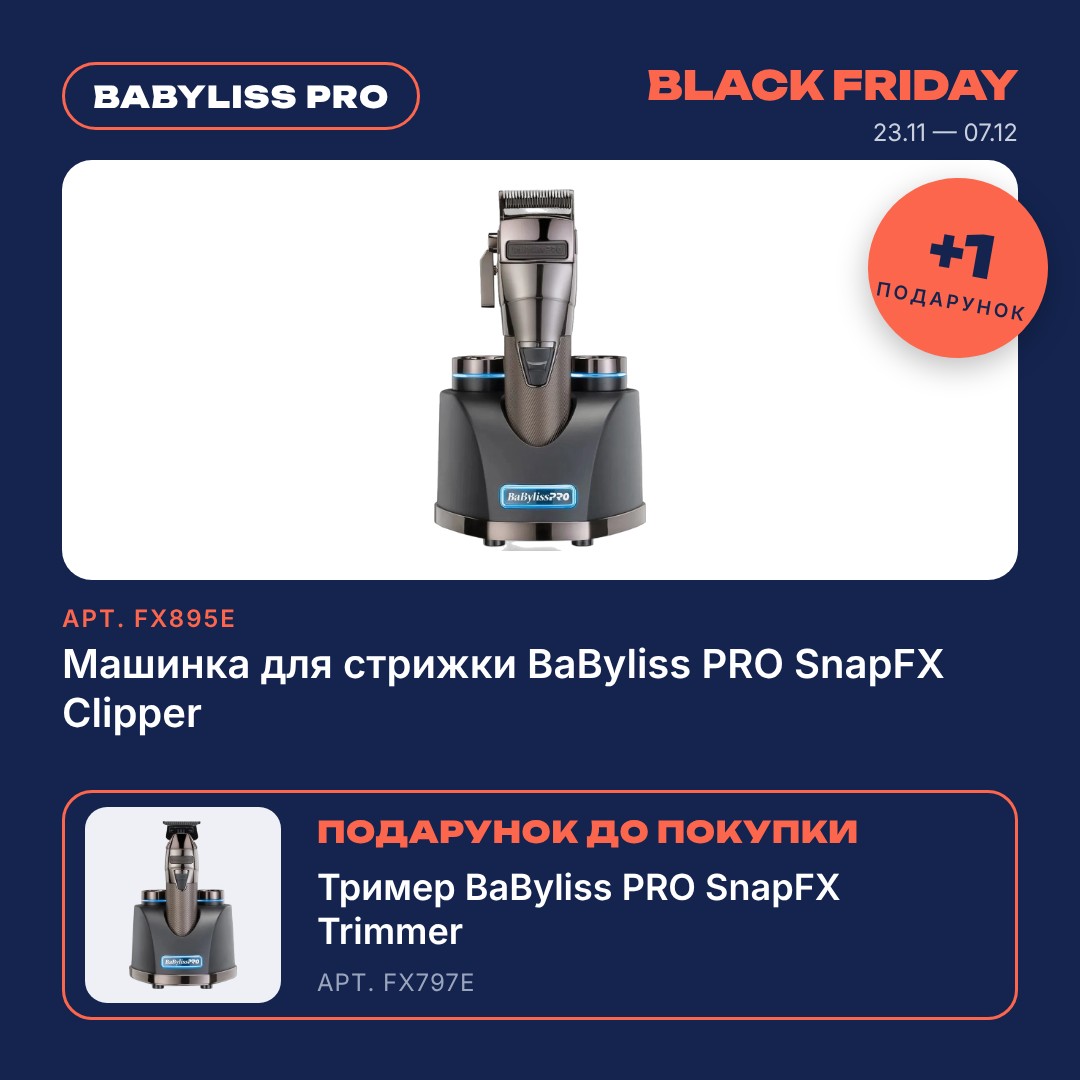 BABYLISS PRO
BLACK FRIDAY
23.11 — 07.12
+1
ПОДАРУНОК
BaBylissPRO
АРТ. FX895E
Машинка для стрижки BaByliss PRO SnapFX
Clipper
ПОДАРУНОК ДО ПОКУПКИ
Тример BaByliss PRO SnapFX
Trimmer
АРТ. FX797E
BaBylissPRO